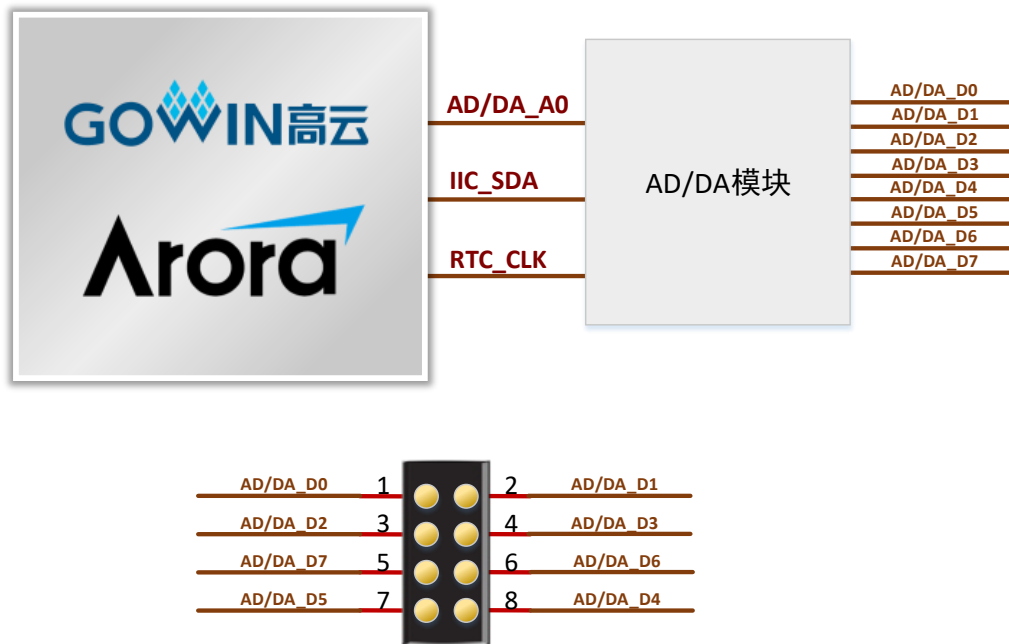 GOWIN高云
Arora
AD/DA_A0
IIC_SDA
RTC_CLK
AD/DA模块
AD/DA_D0
AD/DA_D1
AD/DA_D2
AD/DA_D3
AD/DA_D4
AD/DA_D5
AD/DA_D6
AD/DA_D7
AD/DA_D0 1 2 AD/DA_D1
AD/DA_D2 3 4 AD/DA_D3
AD/DA_D7 5 6 AD/DA_D6
AD/DA_D5 7 8 AD/DA_D4